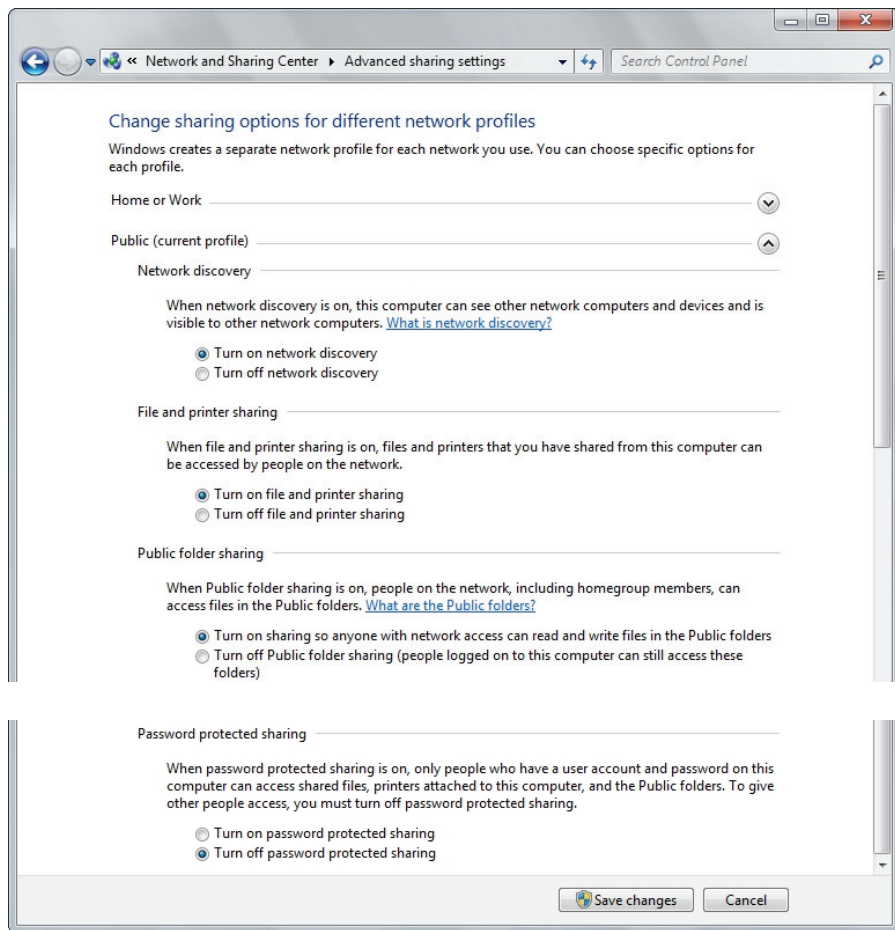 « Network and Sharing Center ▸ Advanced sharing settings
Search Control Panel
Change sharing options for different network profiles
Windows creates a separate network profile for each network you use. You can choose specific options for
each profile.
Home or Work
Public (current profile)
Network discovery
When network discovery is on, this computer can see other network computers and devices and is
visible to other network computers. What is network discovery?
Turn on network discovery
Turn off network discovery
File and printer sharing
When file and printer sharing is on, files and printers that you have shared from this computer can
be accessed by people on the network.
Turn on file and printer sharing
Turn off file and printer sharing
Public folder sharing
When Public folder sharing is on, people on the network, including homegroup members, can
access files in the Public folders. What are the Public folders?
Turn on sharing so anyone with network access can read and write files in the Public folders
Turn off Public folder sharing (people logged on to this computer can still access these
folders)
Password protected sharing
When password protected sharing is on, only people who have a user account and password on this
computer can access shared files, printers attached to this computer, and the Public folders. To give
other people access, you must turn off password protected sharing.
Turn on password protected sharing
Turn off password protected sharing
Save changes
Cancel